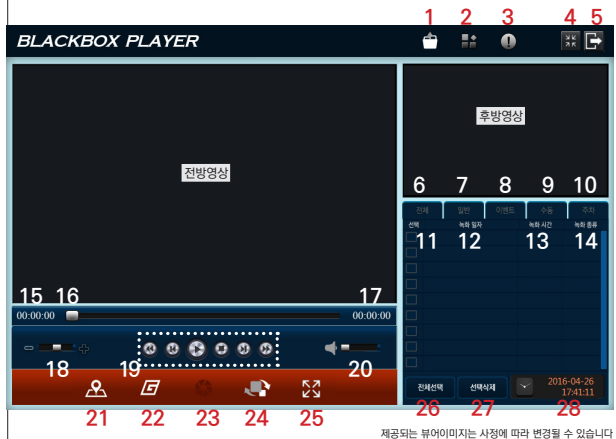 1 2 3 4 5
BLACKBOX PLAYER
전방영상
후방영상
6 7 8 9 10
전체 일반 이벤트 수동 주차
선택 녹화 일자 녹화 시간 녹화 종류
11 12 13 14
15 16 17
00:00:00 00:00:00
18 19 20
21 22 23 24 25
전체선택 선택삭제 2016-04-26
17:41:11
26 27 28
제공되는 뷰어이미지는 사정에 따라 변경될 수 있습니다